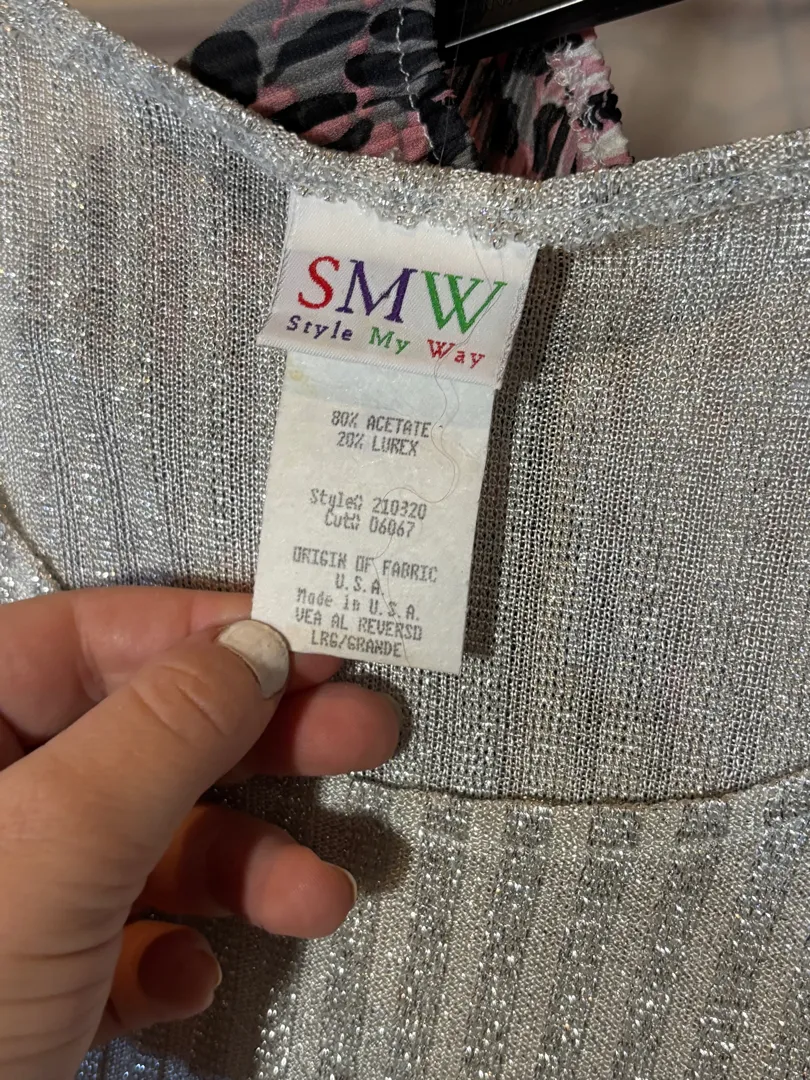 SMW
Style My Way
80% ACETATE
20% LUREX
Style# 210320
Cut# 06067
ORIGIN OF FABRIC
U.S.A.
Made in U.S.A.
VEA AL REVERSO
LRG/GRANDE